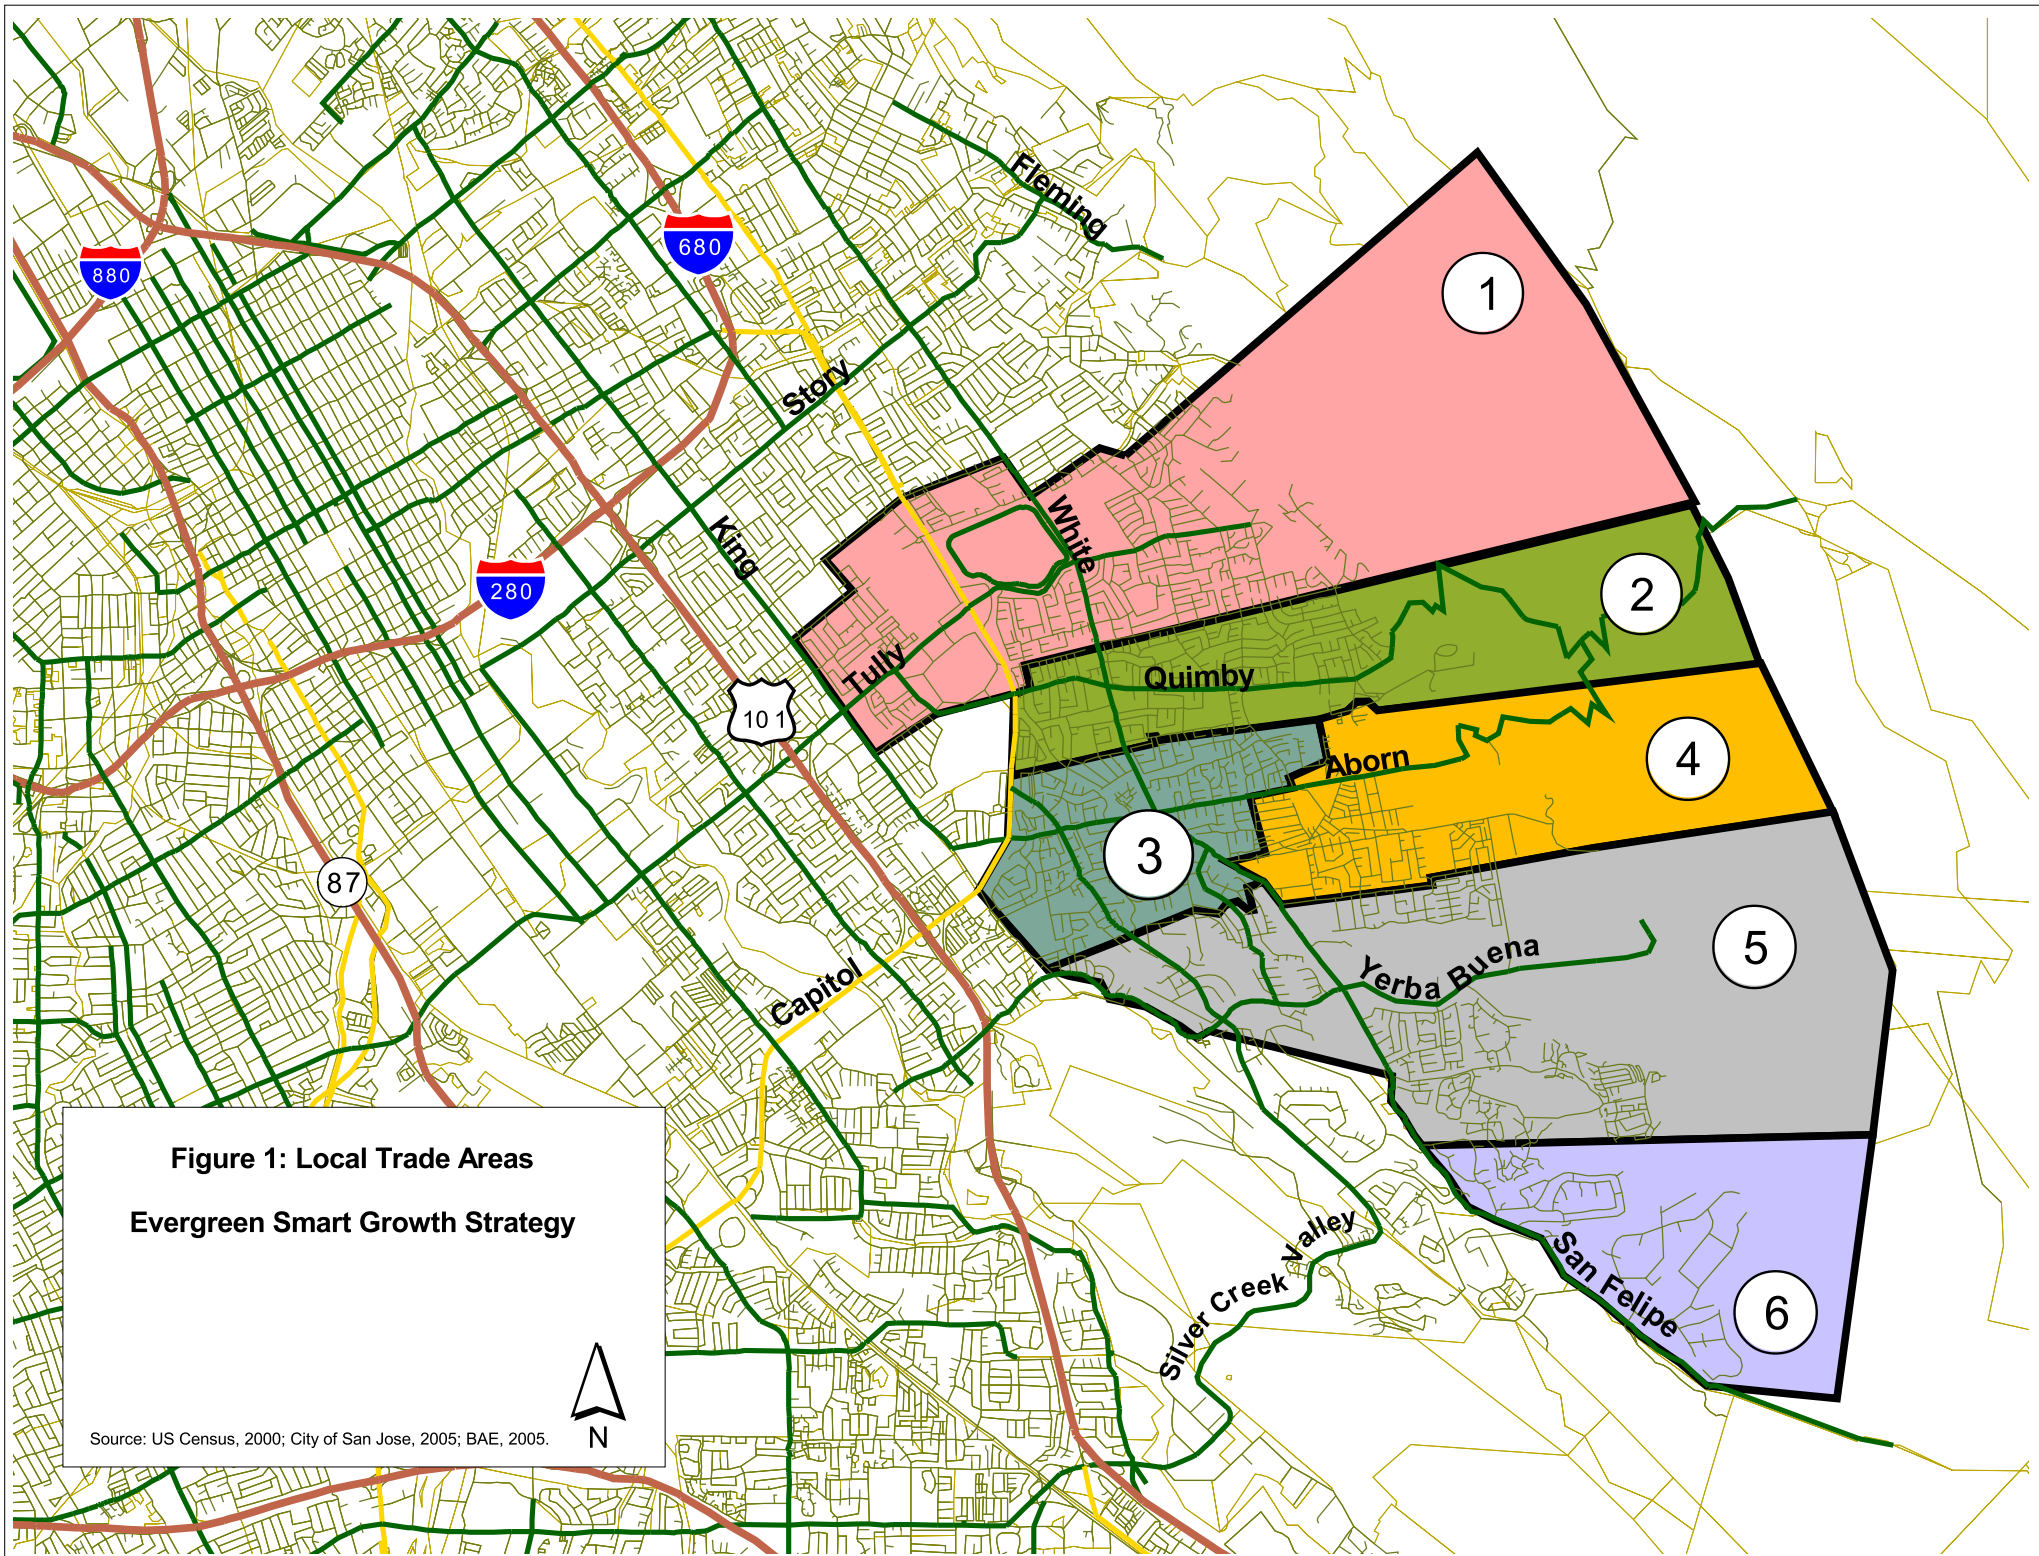 Fleming
680
880
1
Story
White
King
280
2
Tully
Quimby
101
Aborn
4
3
87
5
Yerba Buena
Capitol
Figure 1: Local Trade Areas
Evergreen Smart Growth Strategy
Silver Creek Valley
San Felipe
6
Source: US Census, 2000; City of San Jose, 2005; BAE, 2005.
N